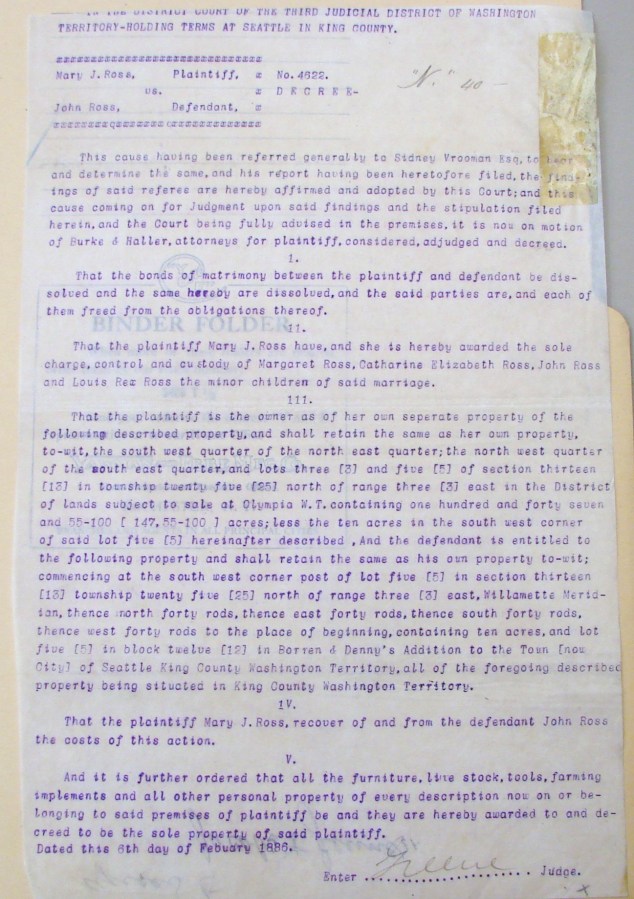 IN THE DISTRICT COURT OF THE THIRD JUDICIAL DISTRICT OF WASHINGTON
TERRITORY-HOLDING TERMS AT SEATTLE IN KING COUNTY.
Mary J.Ross, Plaintiff, x No.4622.
vs. x DECREE-
John Ross, Defendant, x
"N." 40 -
This cause having been referred generally to Sidney Vrooman Esq, to hear
and determine the same, and his report having been heretofore filed, the find-
ings of said referee are hereby affirmed and adopted by this Court; and this
cause coming on for Judgment upon said findings and the stipulation filed
herein, and the Court being fully advised in the premises, it is now on motion
of Burke & Haller, attorneys for plaintiff, considered, adjudged and decreed.
1.
That the bonds of matrimony between the plaintiff and defendant be dis-
solved and the same hereby are dissolved, and the said parties are, and each of
them freed from the obligations thereof.
BINDER FOLDER
11.
That the plaintiff Mary J.Ross have, and she is hereby awarded the sole
charge, control and custody of Margaret Ross, Catharine Elizabeth Ross, John Ross
and Louis Rex Ross the minor children of said marriage.
111.
That the plaintiff is the owner as of her own seperate property of the
following described property, and shall retain the same as her own property,
to-wit, the south west quarter of the north east quarter; the north west quarter
of the south east quarter, and lots three [3] and five [5] of section thirteen
[13] in township twenty five [25] north of range three [3] east in the District
of lands subject to sale at Olympia W.T. containing one hundred and forty seven
and 55-100 [ 147,55-100 ] acres; less the ten acres in the south west corner
of said lot five [5] hereinafter described , And the defendant is entitled to
the following property and shall retain the same as his own property to-wit;
commencing at the south west corner post of lot five [5] in section thirteen
[13] township twenty five [25] north of range three [3] east, Willamette Merid-
ian, thence north forty rods, thence east forty rods, thence south forty rods,
thence west forty rods to the place of beginning, containing ten acres, and lot
five [5] in block twelve [12] in Borren & Denny's Addition to the Town [now
City] of Seattle King County Washington Territory, all of the foregoing described
property being situated in King County Washington Territory.
1V.
That the plaintiff Mary J.Ross, recover of and from the defendant John Ross
the costs of this action.
V.
And it is further ordered that all the furniture, live stock, tools, farming
implements and all other personal property of every description now on or be-
longing to said premises of plaintiff be and they are hereby awarded to and de-
creed to be the sole property of said plaintiff.
Dated this 6th day of Febuary 1886.
Enter Greene Judge.